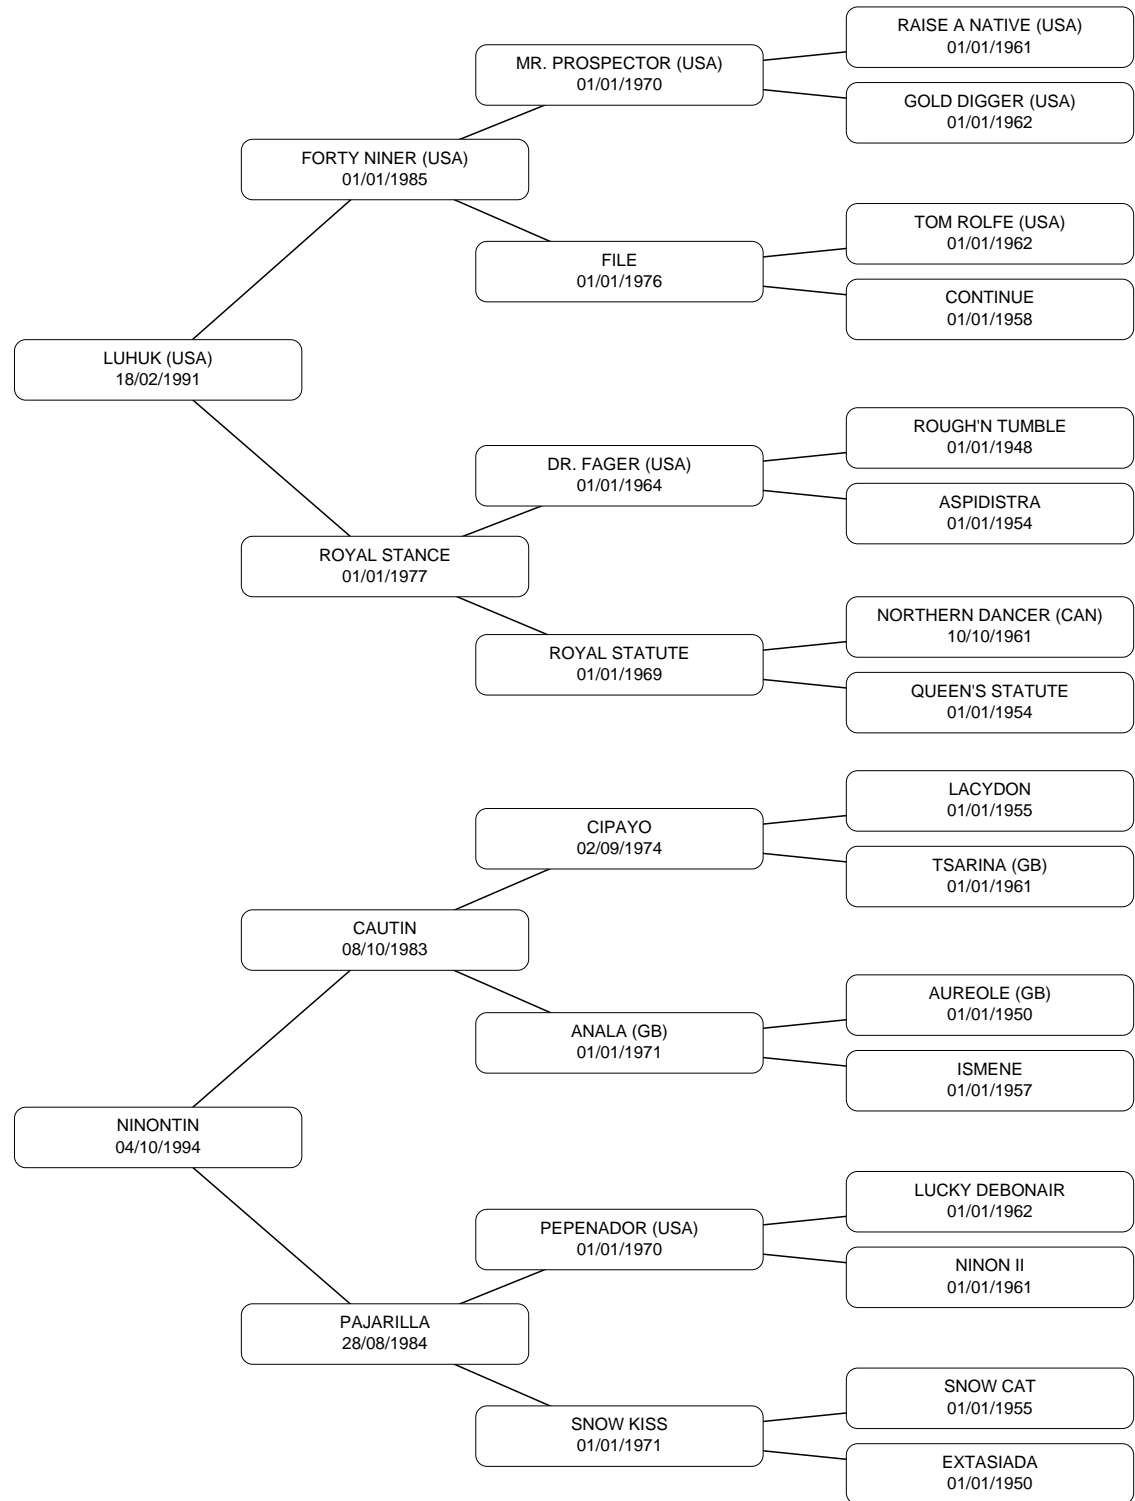 RAISE A NATIVE (USA)
01/01/1961
MR. PROSPECTOR (USA)
01/01/1970
GOLD DIGGER (USA)
01/01/1962
FORTY NINER (USA)
01/01/1985
TOM ROLFE (USA)
01/01/1962
FILE
01/01/1976
CONTINUE
01/01/1958
LUHUK (USA)
18/02/1991
ROUGH'N TUMBLE
01/01/1948
DR. FAGER (USA)
01/01/1964
ASPIDISTRA
01/01/1954
ROYAL STANCE
01/01/1977
NORTHERN DANCER (CAN)
10/10/1961
ROYAL STATUTE
01/01/1969
QUEEN'S STATUTE
01/01/1954
LACYDON
01/01/1955
CIPAYO
02/09/1974
TSARINA (GB)
01/01/1961
CAUTIN
08/10/1983
AUREOLE (GB)
01/01/1950
ANALA (GB)
01/01/1971
ISMENE
01/01/1957
NINONTIN
04/10/1994
LUCKY DEBONAIR
01/01/1962
PEPENADOR (USA)
01/01/1970
NINON II
01/01/1961
PAJARILLA
28/08/1984
SNOW CAT
01/01/1955
SNOW KISS
01/01/1971
EXTASIADA
01/01/1950